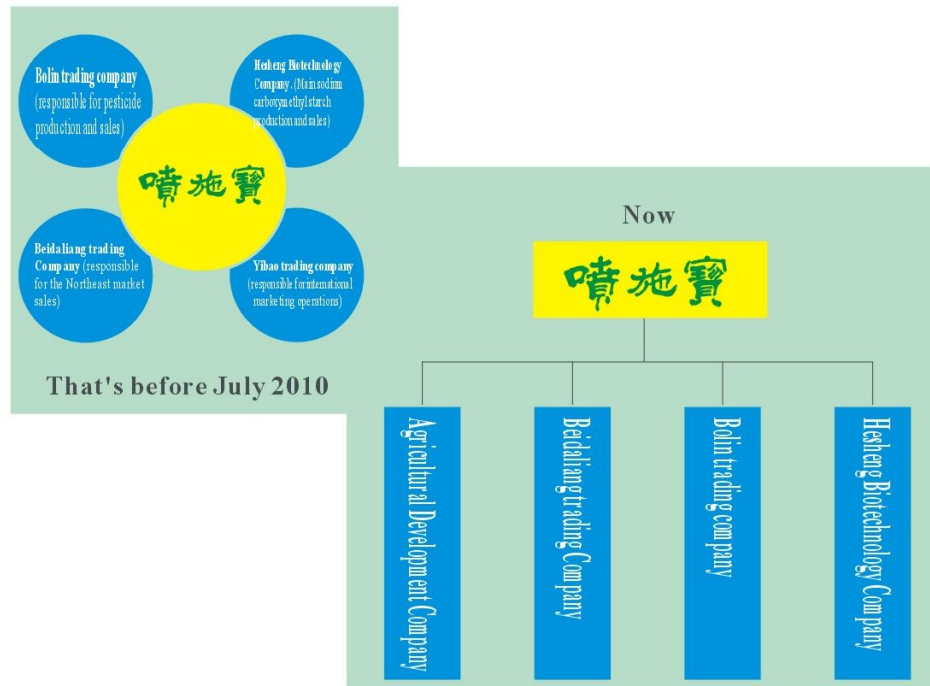 Bolin trading company
(responsible for pesticide
production and sales)
Hesheng Biotechnology
Company . (Main sodium
carboxymethyl starch
production and sales)
噴施寶
Beidaliang trading
Company (responsible
for the Northeast market
sales)
Yibao trading company
(responsible for international
marketing operations)
That's before July 2010
Now
噴施寶
Agricultural Development Company
Beidaliang trading Company
Bolin trading company
Hesheng Biotechnology Company